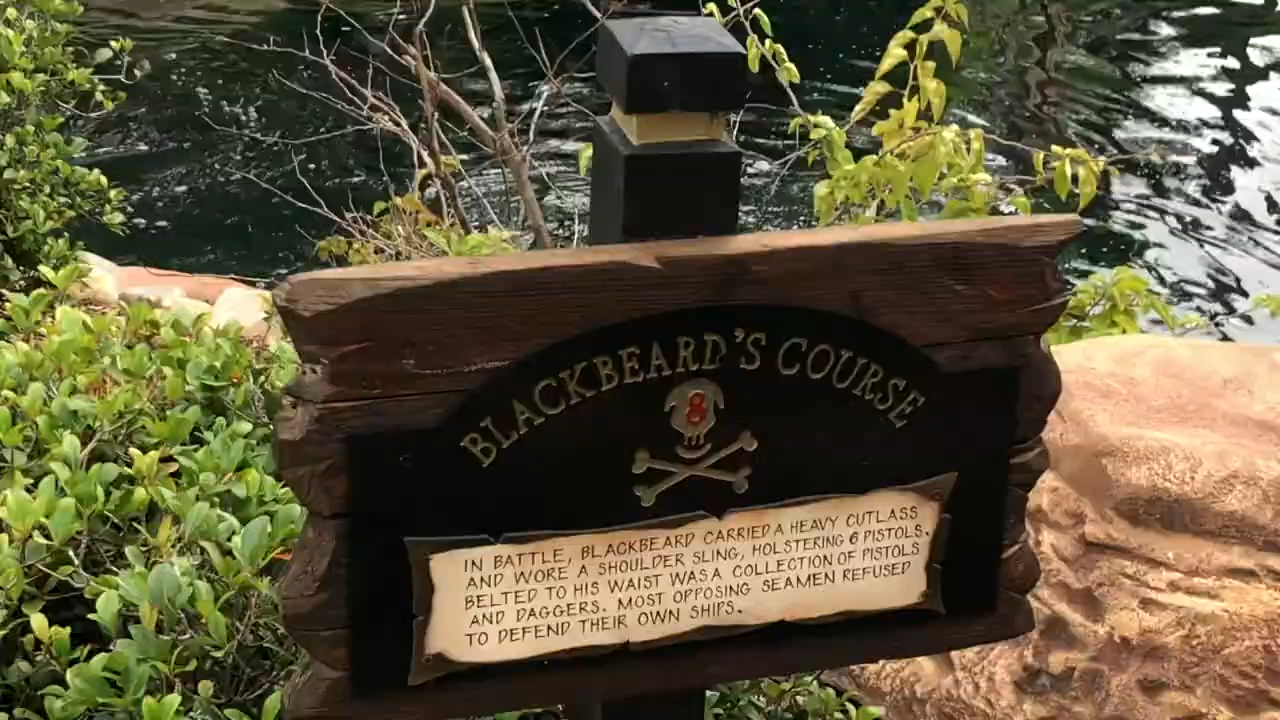 BLACKBEARD'S COURSE
8
IN BATTLE, BLACKBEARD CARRIED A HEAVY CUTLASS
AND WORE A SHOULDER SLING, HOLSTERING 6 PISTOLS.
BELTED TO HIS WAIST WAS A COLLECTION OF PISTOLS
AND DAGGERS. MOST OPPOSING SEAMEN REFUSED
TO DEFEND THEIR OWN SHIPS.